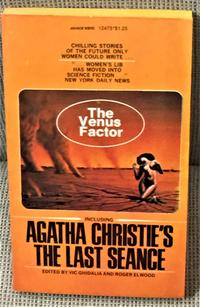 12475•$1.25
CHILLING STORIES
OF THE FUTURE ONLY
WOMEN COULD WRITE
WOMEN'S LIB
HAS MOVED INTO
SCIENCE FICTION
NEW YORK DAILY NEWS
The
Venus
Factor
INCLUDING
AGATHA CHRISTIE'S
THE LAST SEANCE
EDITED BY VIC GHIDALIA AND ROGER ELWOOD